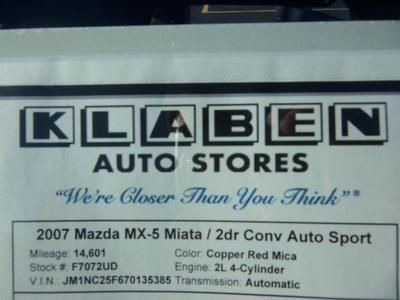 KLABEN
AUTO STORES
"We're Closer Than You Think"®
2007 Mazda MX-5 Miata / 2dr Conv Auto Sport
Mileage: 14,601 Color: Copper Red Mica
Stock #: F7072UD Engine: 2L 4-Cylinder
V.I.N.: JM1NC25F670135385 Transmission: Automatic